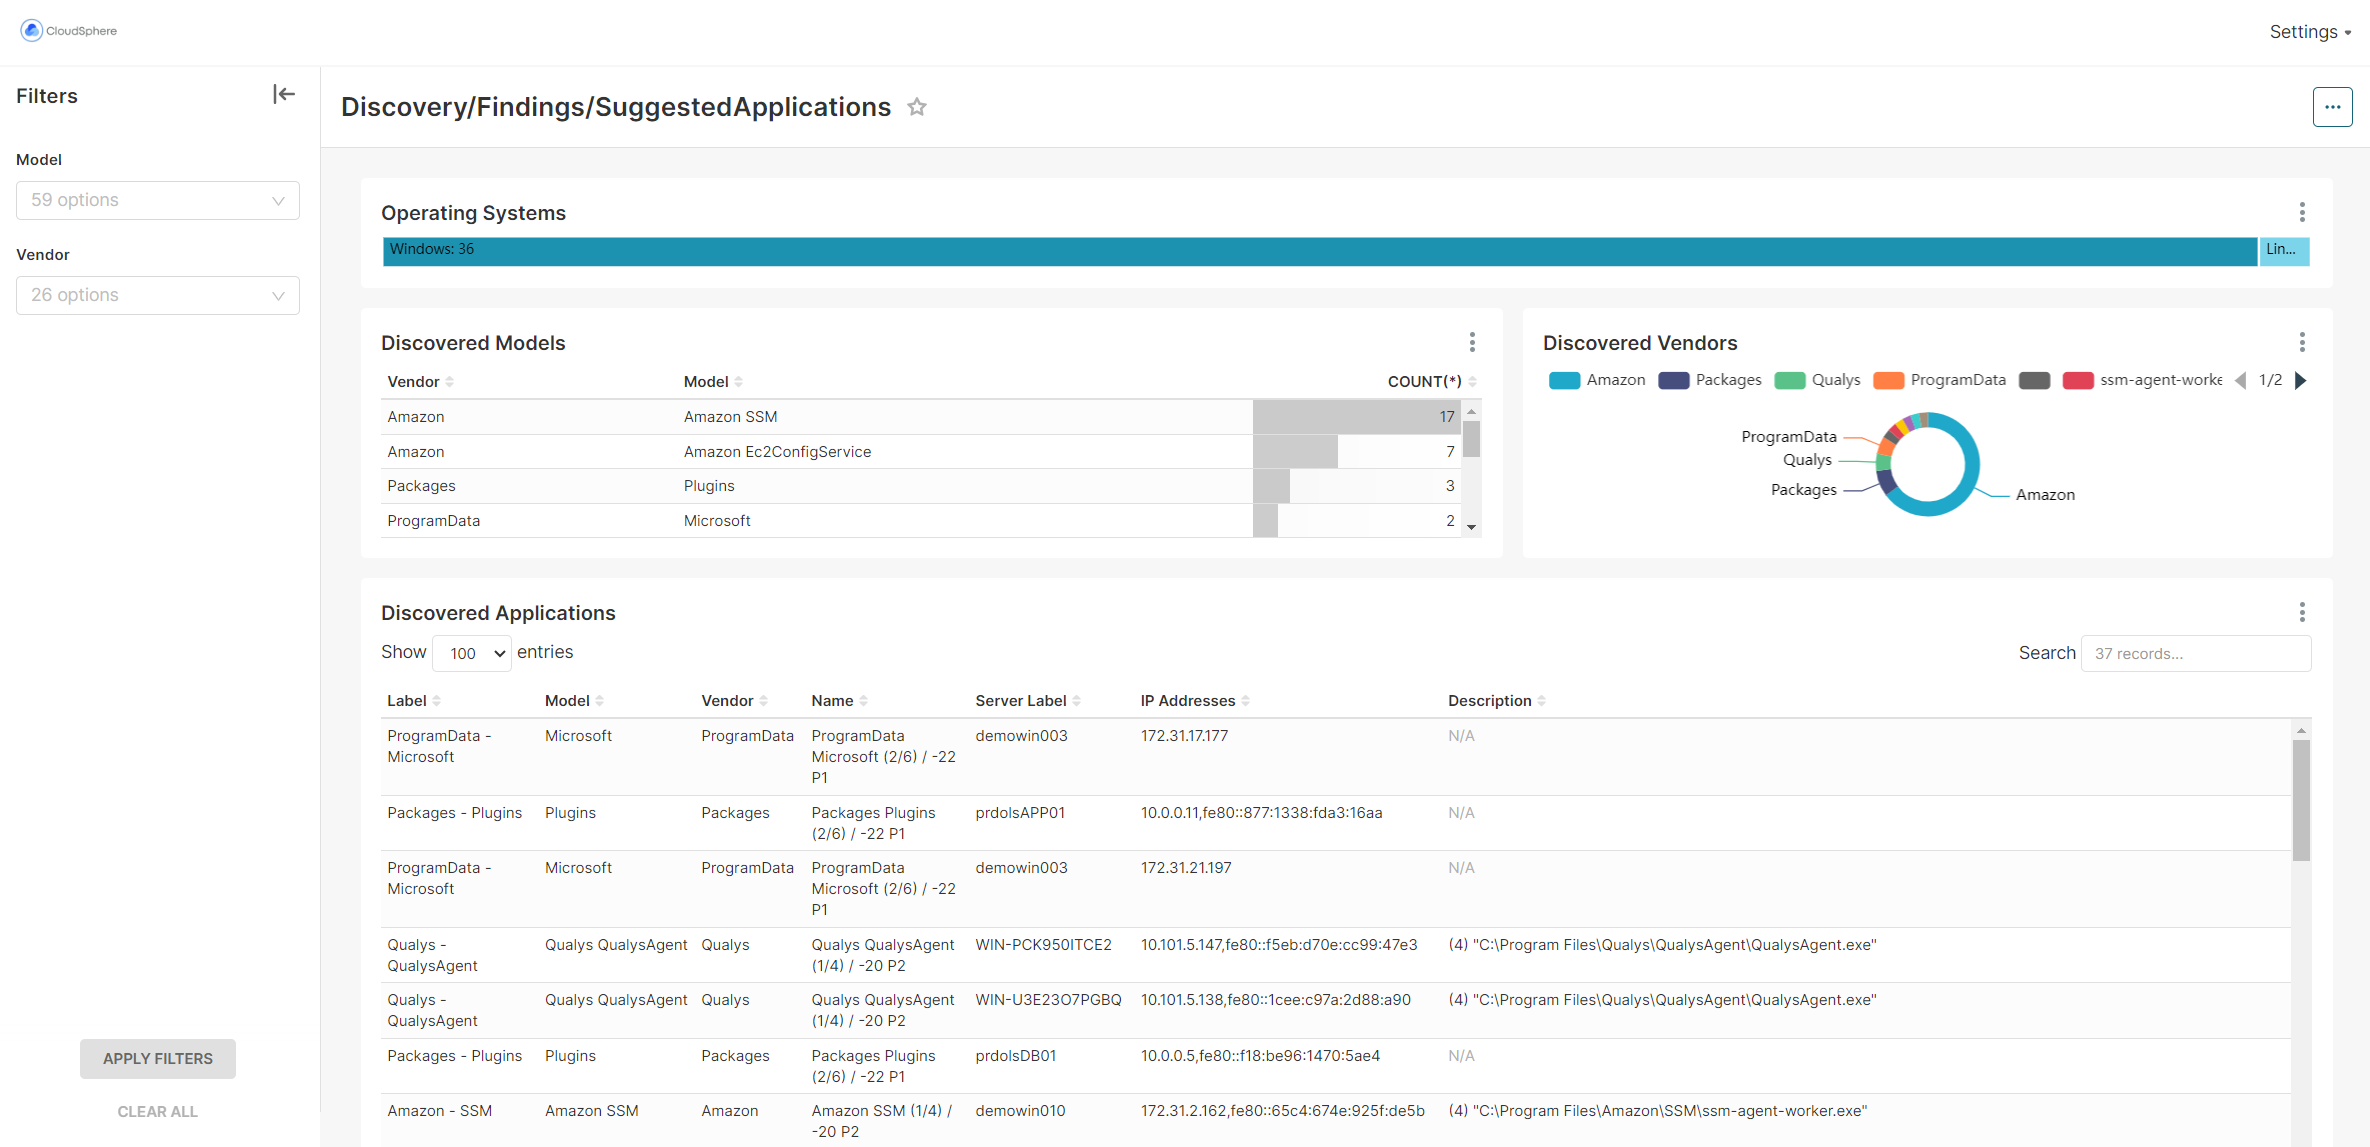 CloudSphere
Settings
Filters
Model
59 options
Vendor
26 options
APPLY FILTERS
CLEAR ALL
Discovery/Findings/SuggestedApplications
Operating Systems
Windows: 36
Lin...
Discovered Models
Vendor Model COUNT(*)
Amazon Amazon SSM 17
Amazon Amazon Ec2ConfigService 7
Packages Plugins 3
ProgramData Microsoft 2
Discovered Vendors
Amazon Packages Qualys ProgramData ssm-agent-worke 1/2
ProgramData
Qualys
Packages
Amazon
Discovered Applications
Show 100 entries
Search 37 records...
Label Model Vendor Name Server Label IP Addresses Description
ProgramData - Microsoft ProgramData ProgramData demowin003 172.31.17.177 N/A
Microsoft Microsoft (2/6) / -22
P1
Packages - Plugins Plugins Packages Packages Plugins prdolsAPP01 10.0.0.11,fe80::877:1338:fda3:16aa N/A
(2/6) / -22 P1
ProgramData - Microsoft ProgramData ProgramData demowin003 172.31.21.197 N/A
Microsoft Microsoft (2/6) / -22
P1
Qualys - Qualys QualysAgent Qualys Qualys QualysAgent WIN-PCK950ITCE2 10.101.5.147,fe80::f5eb:d70e:cc99:47e3 (4) "C:\Program Files\Qualys\QualysAgent\QualysAgent.exe"
QualysAgent (1/4) / -20 P2
Qualys - Qualys QualysAgent Qualys Qualys QualysAgent WIN-U3E23O7PGBQ 10.101.5.138,fe80::1cee:c97a:2d88:a90 (4) "C:\Program Files\Qualys\QualysAgent\QualysAgent.exe"
QualysAgent (1/4) / -20 P2
Packages - Plugins Plugins Packages Packages Plugins prdolsDB01 10.0.0.5,fe80::f18:be96:1470:5ae4 N/A
(2/6) / -22 P1
Amazon - SSM Amazon SSM Amazon Amazon SSM (1/4) / demowin010 172.31.2.162,fe80::65c4:674e:925f:de5b (4) "C:\Program Files\Amazon\SSM\ssm-agent-worker.exe"
-20 P2